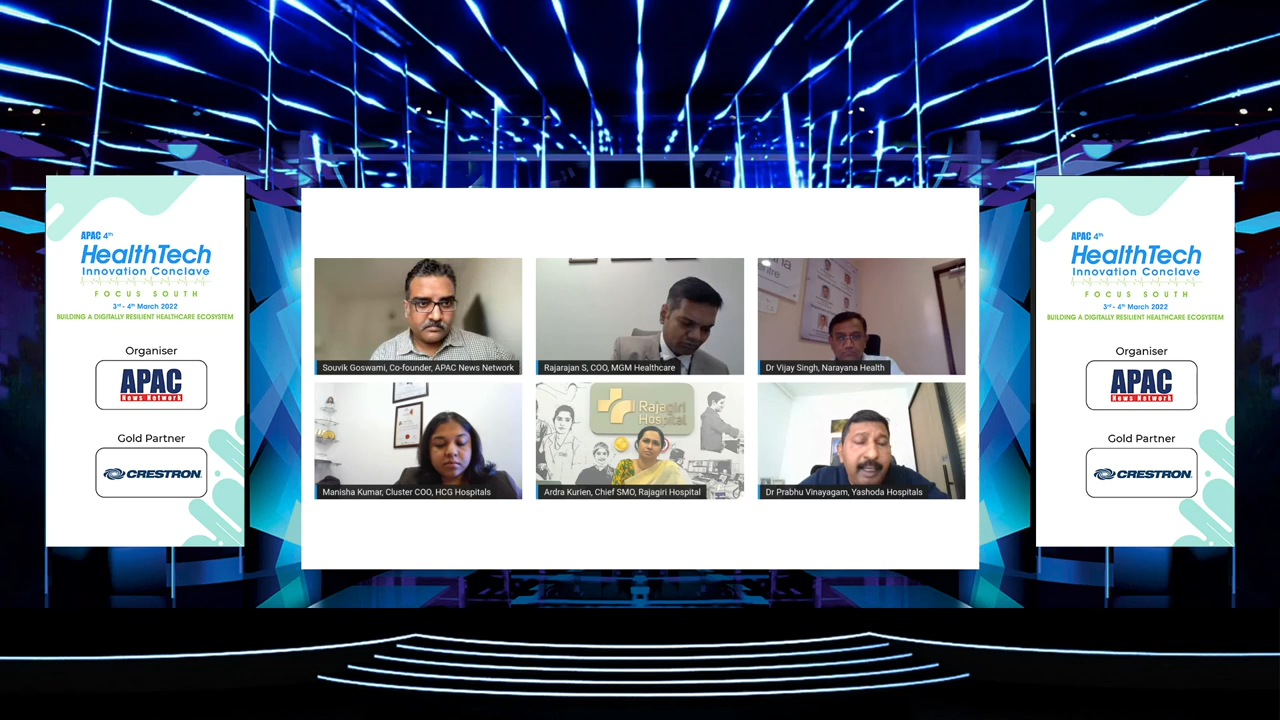 APAC 4th
HealthTech
Innovation Conclave
FOCUS SOUTH
3rd - 4th March 2022
BUILDING A DIGITALLY RESILIENT HEALTHCARE ECOSYSTEM
Organiser
APAC
News Network
Gold Partner
CRESTRON
Souvik Goswami, Co-founder, APAC News Network
Rajarajan S, COO, MGM Healthcare
Dr Vijay Singh, Narayana Health
Manisha Kumar, Cluster COO, HCG Hospitals
Rajagiri
Hospital
Ardra Kurien, Chief SMO, Rajagiri Hospital
Dr Prabhu Vinayagam, Yashoda Hospitals
APAC 4th
HealthTech
Innovation Conclave
FOCUS SOUTH
3rd - 4th March 2022
BUILDING A DIGITALLY RESILIENT HEALTHCARE ECOSYSTEM
Organiser
APAC
News Network
Gold Partner
CRESTRON